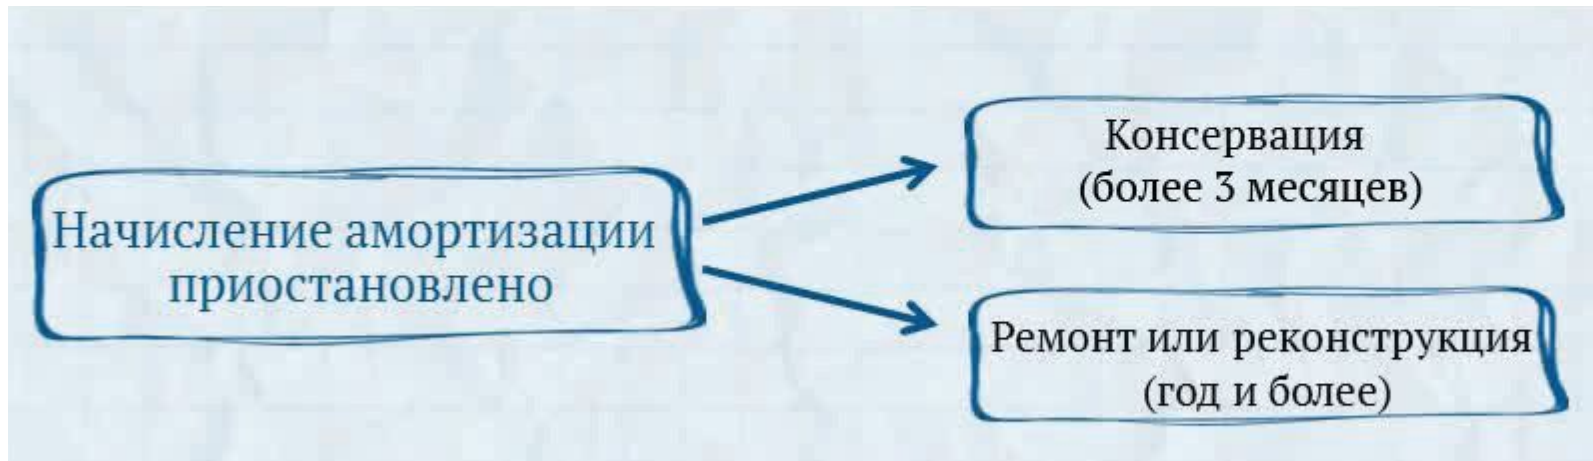 Начисление амортизации
приостановлено
Консервация
(более 3 месяцев)
Ремонт или реконструкция
(год и более)